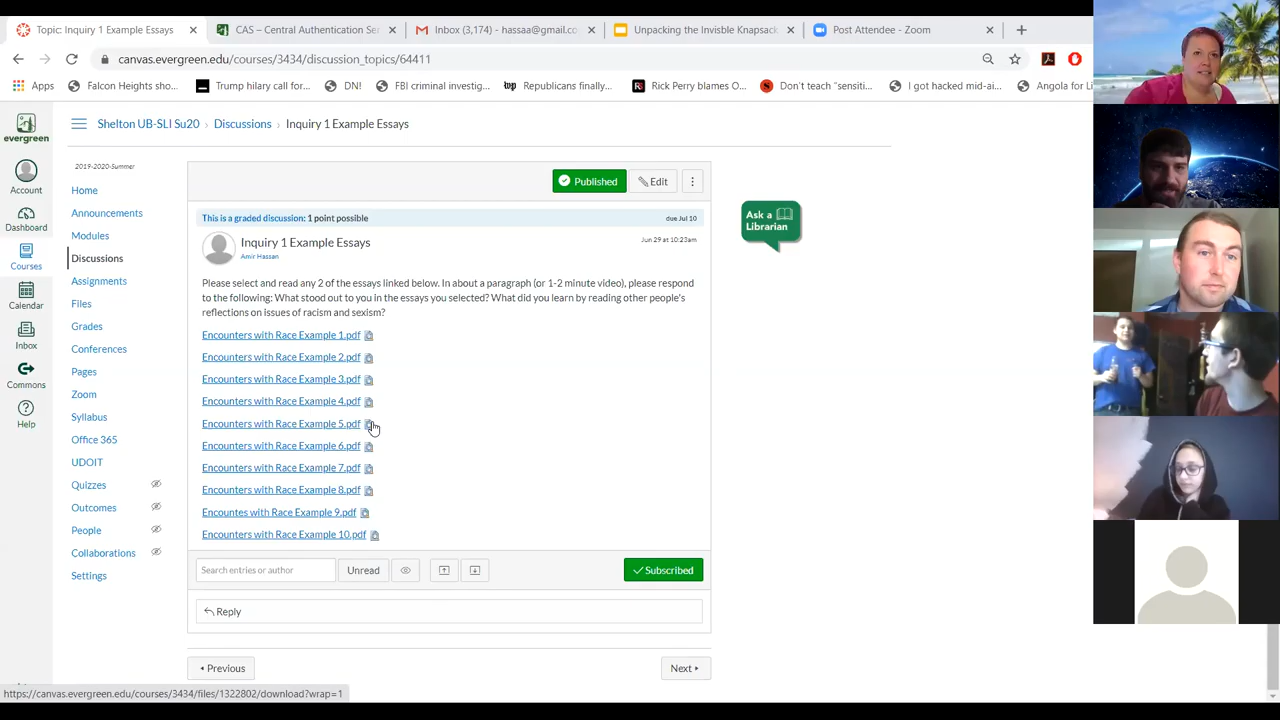 Topic: Inquiry 1 Example Essays
CAS – Central Authentication Ser
Inbox (3,174) - hassaa@gmail.co
Unpacking the Invisble Knapsack
Post Attendee - Zoom
canvas.evergreen.edu/courses/3434/discussion_topics/64411
Apps
Falcon Heights sho...
Trump hilary call for...
DN!
FBI criminal investig...
Republicans finally...
Rick Perry blames O...
Don't teach “sensiti...
I got hacked mid-ai...
Angola for Li
evergreen
Account
Dashboard
Courses
Calendar
Inbox
Commons
Help
Shelton UB-SLI Su20 › Discussions › Inquiry 1 Example Essays
2019-2020-Summer
Home
Announcements
Modules
Discussions
Assignments
Files
Grades
Conferences
Pages
Zoom
Syllabus
Office 365
UDOIT
Quizzes
Outcomes
People
Collaborations
Settings
Published
Edit
This is a graded discussion: 1 point possible
due Jul 10
Inquiry 1 Example Essays
Jun 29 at 10:23am
Amir Hassan
Please select and read any 2 of the essays linked below. In about a paragraph (or 1-2 minute video), please respond
to the following: What stood out to you in the essays you selected? What did you learn by reading other people's
reflections on issues of racism and sexism?
Encounters with Race Example 1.pdf
Encounters with Race Example 2.pdf
Encounters with Race Example 3.pdf
Encounters with Race Example 4.pdf
Encounters with Race Example 5.pdf
Encounters with Race Example 6.pdf
Encounters with Race Example 7.pdf
Encounters with Race Example 8.pdf
Encountes with Race Example 9.pdf
Encounters with Race Example 10.pdf
Search entries or author
Unread
Subscribed
Reply
Previous
Next
Ask a
Librarian
https://canvas.evergreen.edu/courses/3434/files/1322802/download?wrap=1